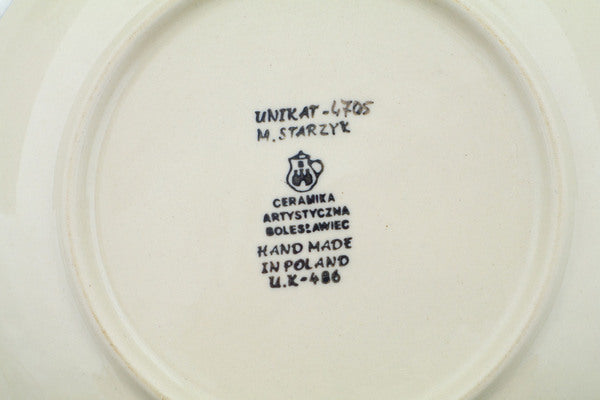 UNIKAT-4705
M. STARZYK
CERAMIKA
ARTYSTYCZNA
BOLESŁAWIEC
HAND MADE
IN POLAND
U.K-486